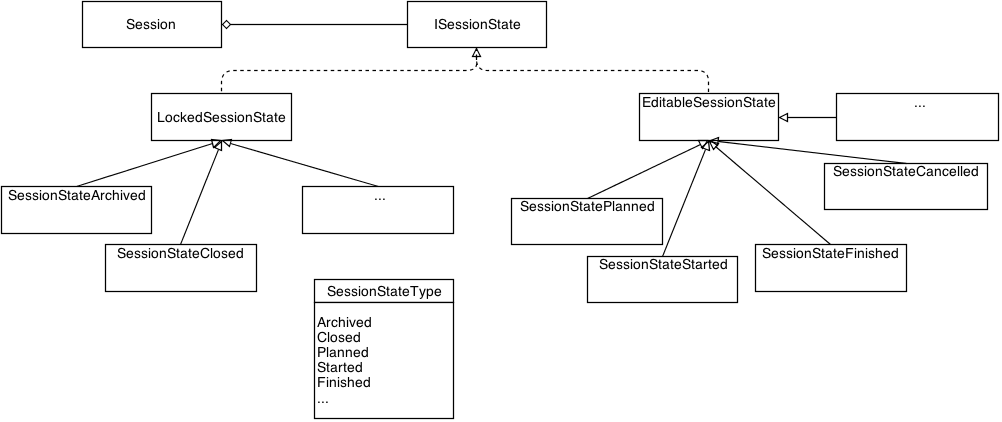 Session
ISessionState
LockedSessionState
EditableSessionState
...
SessionStateArchived
...
SessionStateClosed
SessionStateCancelled
SessionStatePlanned
SessionStateStarted
SessionStateFinished
SessionStateType
Archived
Closed
Planned
Started
Finished
...